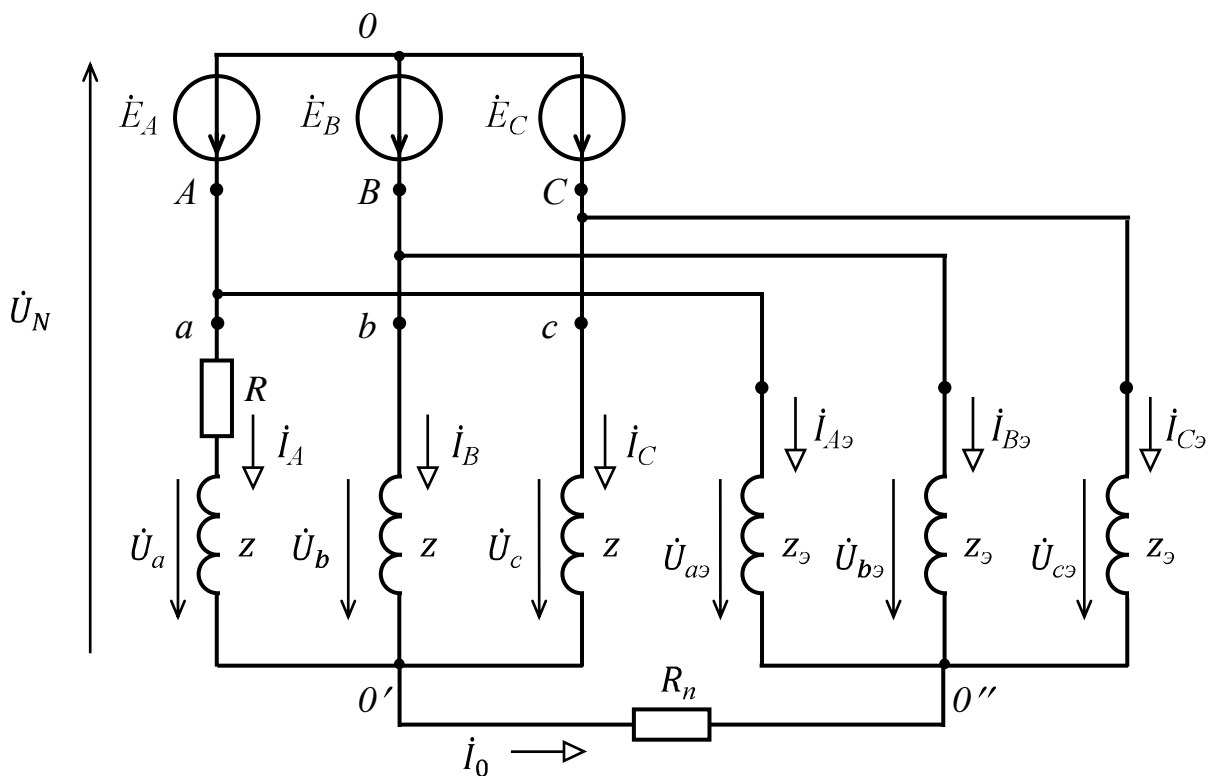 0
Ė_A Ė_B Ė_C
A B C
U̇_N
a b c
R
İ_A İ_B İ_C İ_Aэ İ_Bэ İ_Cэ
U̇_a z U̇_b z U̇_c z U̇_aэ z_э U̇_bэ z_э U̇_cэ z_э
0′ R_n 0″
İ_0